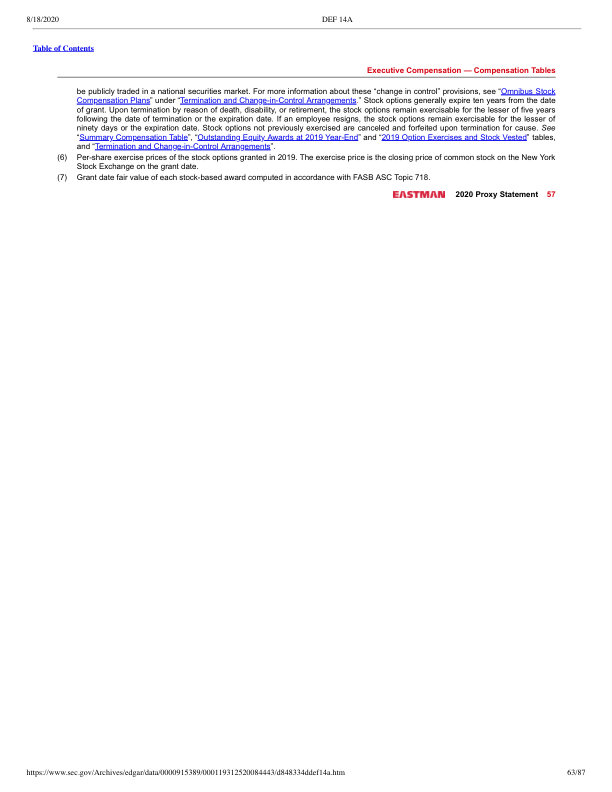 8/18/2020 DEF 14A
Table of Contents
Executive Compensation — Compensation Tables
be publicly traded in a national securities market. For more information about these “change in control” provisions, see “Omnibus Stock
Compensation Plans” under “Termination and Change-in-Control Arrangements.” Stock options generally expire ten years from the date
of grant. Upon termination by reason of death, disability, or retirement, the stock options remain exercisable for the lesser of five years
following the date of termination or the expiration date. If an employee resigns, the stock options remain exercisable for the lesser of
ninety days or the expiration date. Stock options not previously exercised are canceled and forfeited upon termination for cause. See
“Summary Compensation Table”, “Outstanding Equity Awards at 2019 Year-End” and “2019 Option Exercises and Stock Vested” tables,
and “Termination and Change-in-Control Arrangements”.
(6) Per-share exercise prices of the stock options granted in 2019. The exercise price is the closing price of common stock on the New York
Stock Exchange on the grant date.
(7) Grant date fair value of each stock-based award computed in accordance with FASB ASC Topic 718.
EASTMAN 2020 Proxy Statement 57
https://www.sec.gov/Archives/edgar/data/0000915389/000119312520084443/d848334ddef14a.htm 63/87